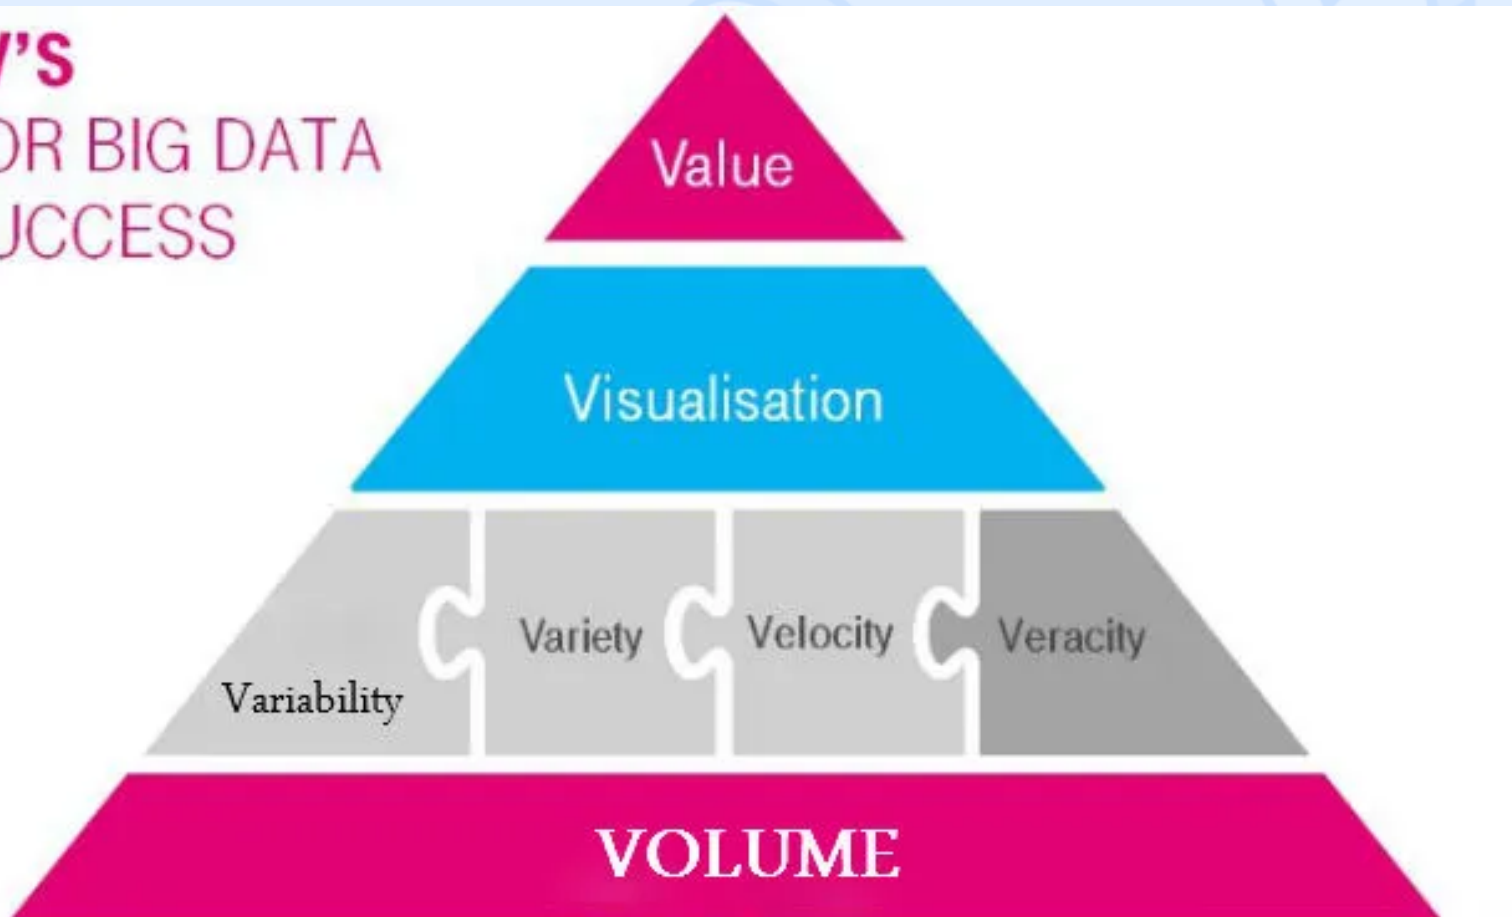 V'S
OR BIG DATA
UCCESS
Value
Visualisation
Variability
Variety
Velocity
Veracity
VOLUME